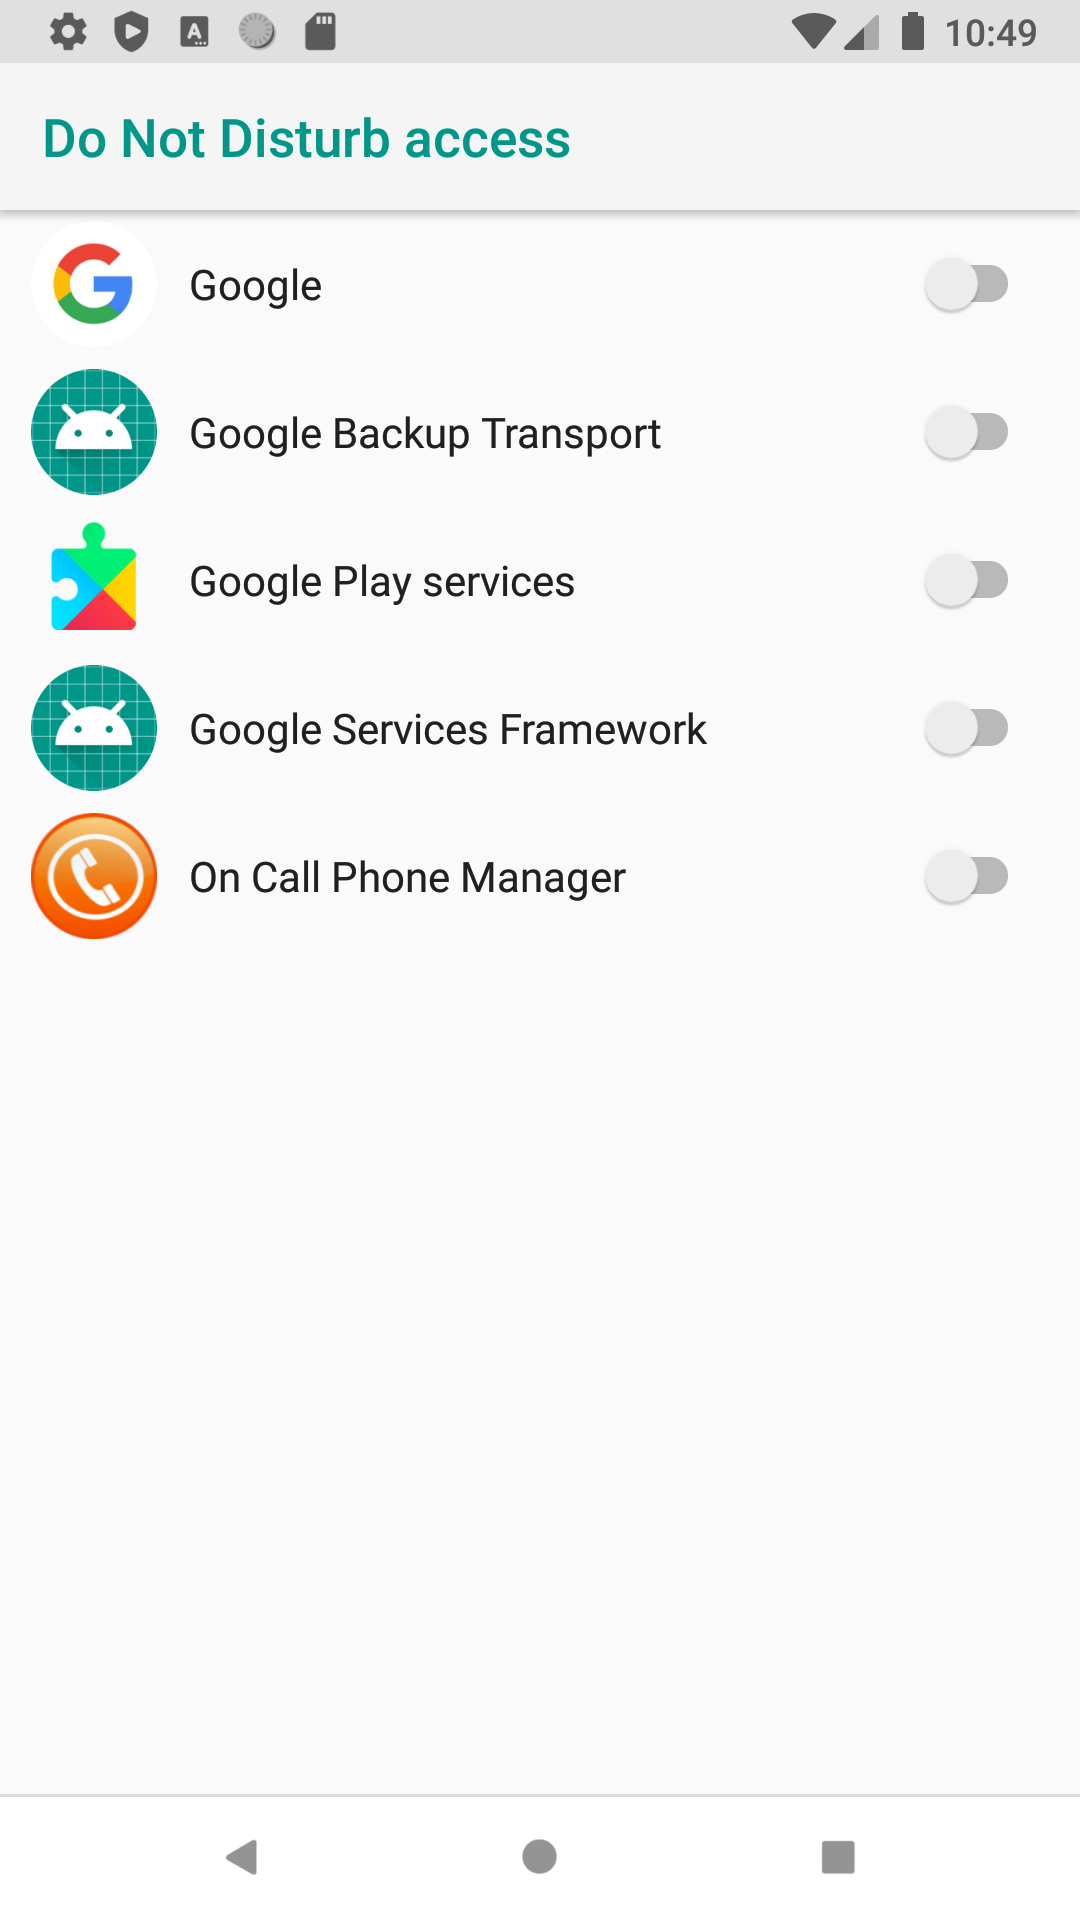 10:49
Do Not Disturb access
Google
Google Backup Transport
Google Play services
Google Services Framework
On Call Phone Manager